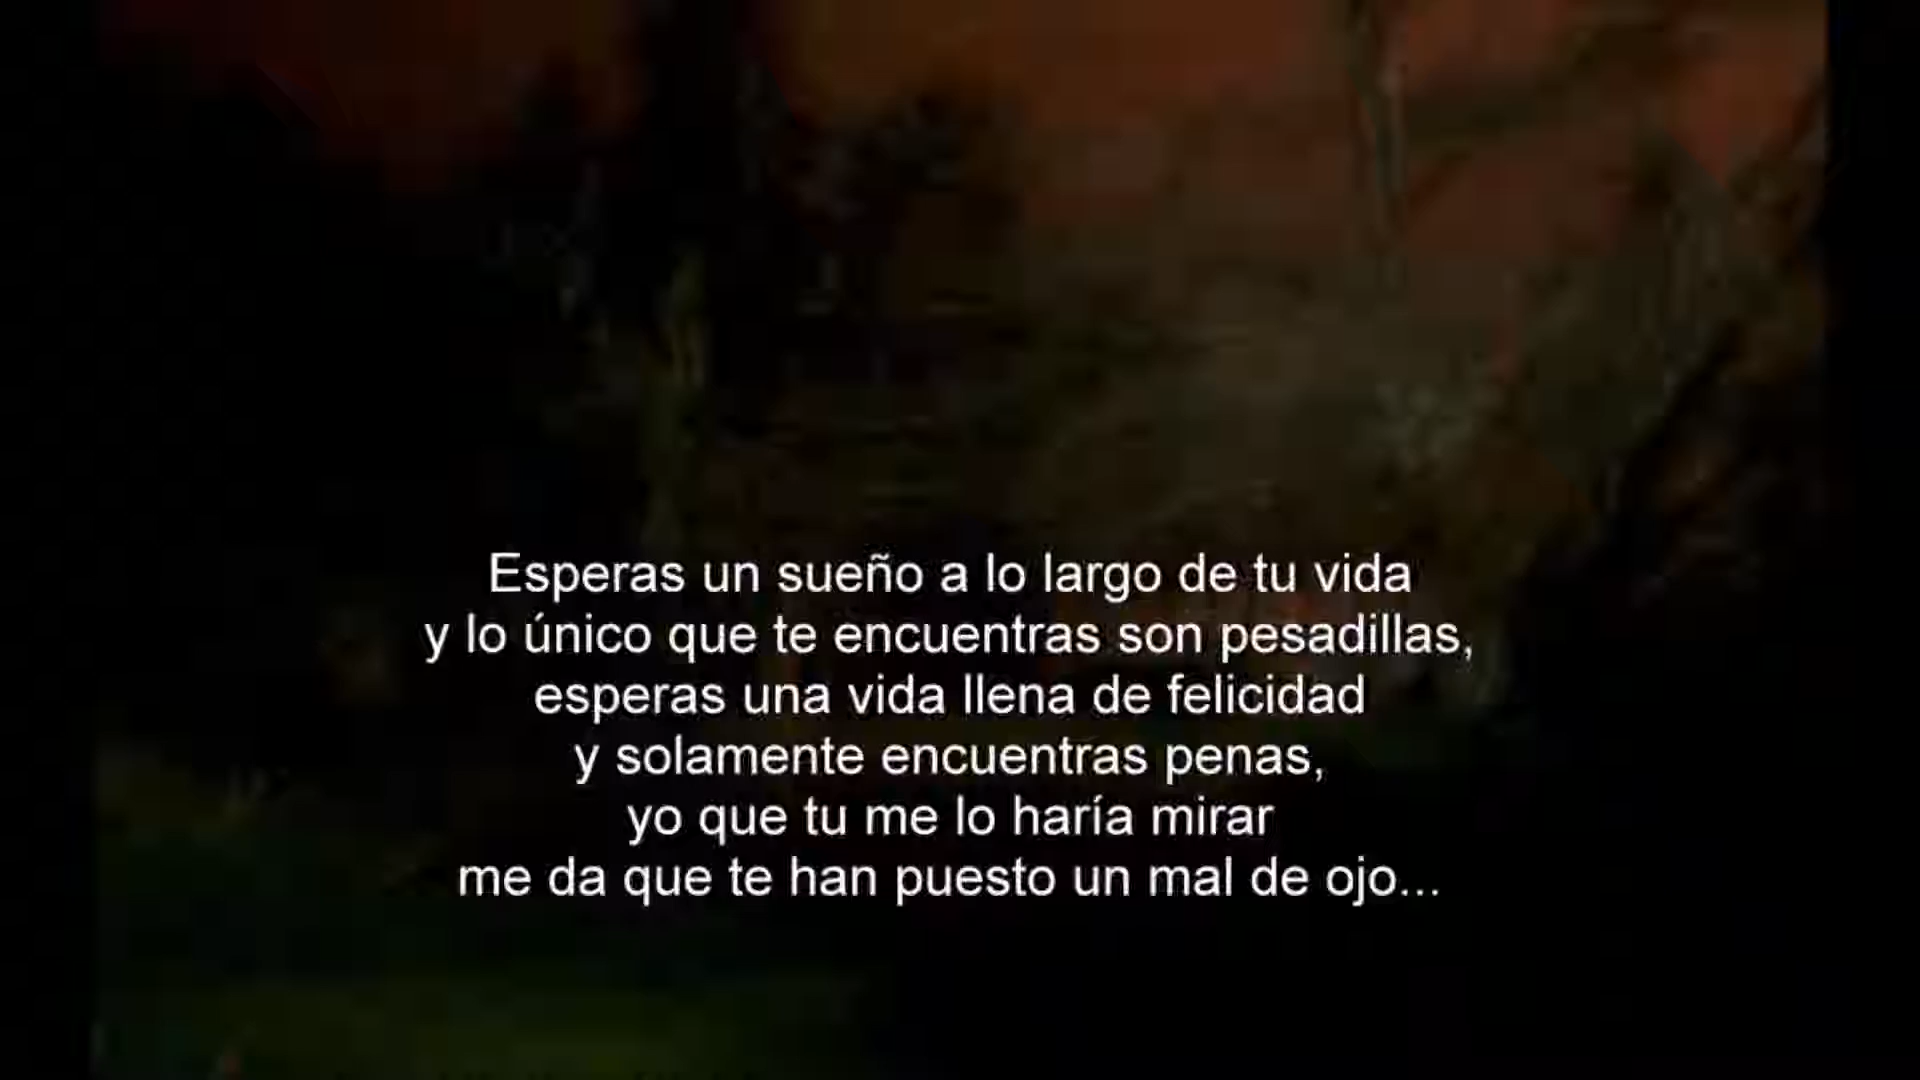 Esperas un sueño a lo largo de tu vida
y lo único que te encuentras son pesadillas,
esperas una vida llena de felicidad
y solamente encuentras penas,
yo que tu me lo haría mirar
me da que te han puesto un mal de ojo...